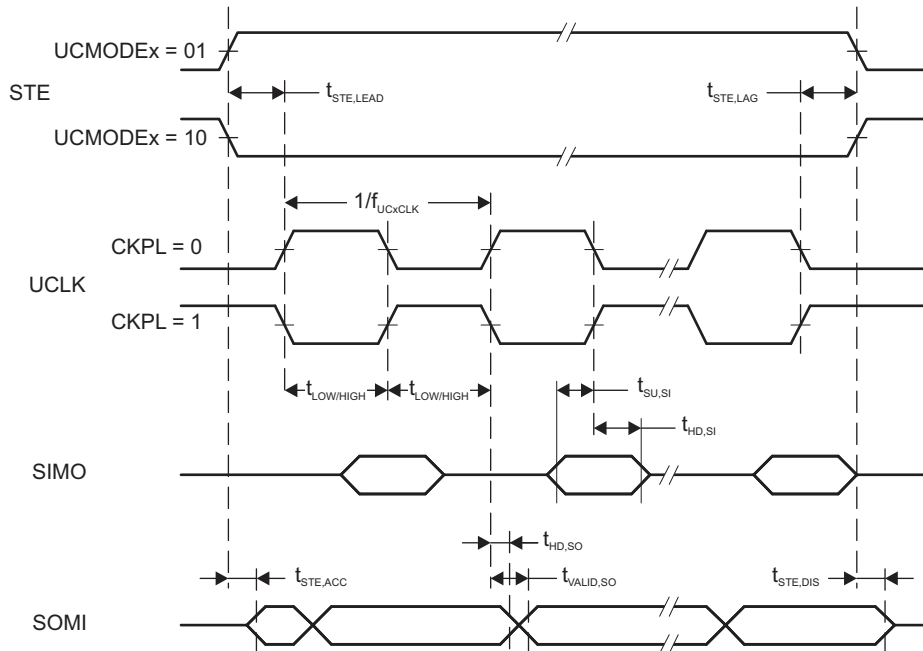 UCMODEx = 01
STE
t_STE,LEAD
t_STE,LAG
UCMODEx = 10
1/f_UCxCLK
CKPL = 0
UCLK
CKPL = 1
t_LOW/HIGH t_LOW/HIGH
t_SU,SI
t_HD,SI
SIMO
t_HD,SO
t_STE,ACC
t_VALID,SO
t_STE,DIS
SOMI